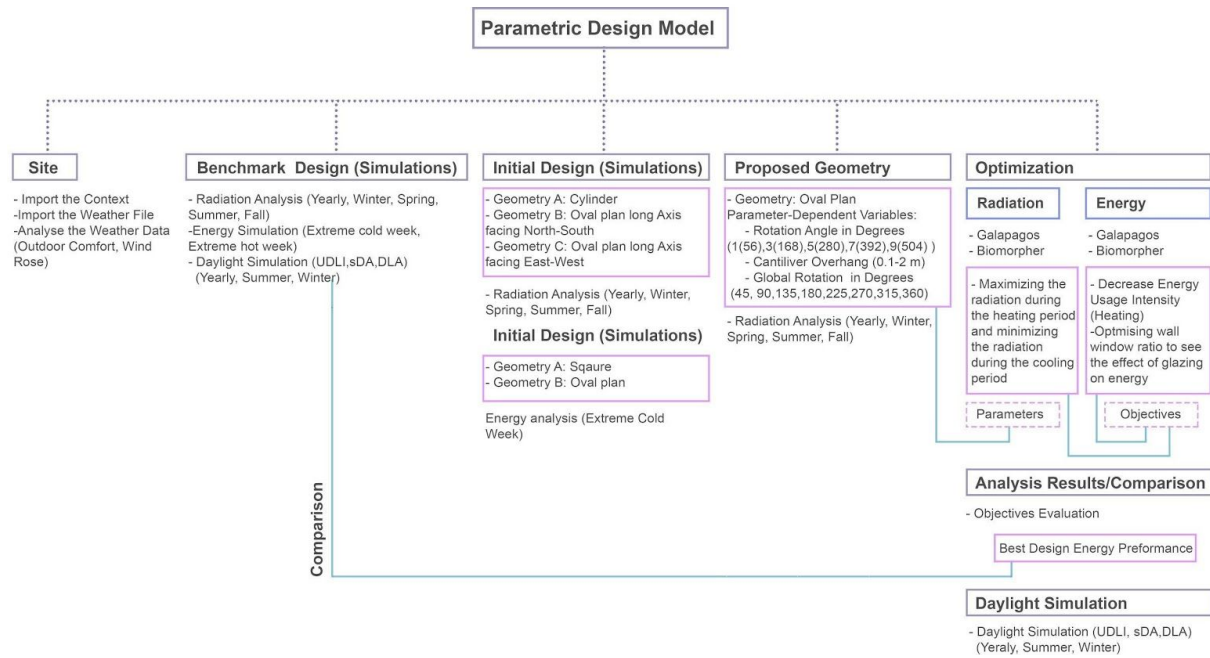 Parametric Design Model
Site
- Import the Context
-Import the Weather File
- Analyse the Weather Data
(Outdoor Comfort, Wind
Rose)
Benchmark Design (Simulations)
- Radiation Analysis (Yearly, Winter, Spring,
Summer, Fall)
-Energy Simulation (Extreme cold week,
Extreme hot week)
- Daylight Simulation (UDLI,sDA,DLA)
(Yearly, Summer, Winter)
Comparison
Initial Design (Simulations)
- Geometry A: Cylinder
- Geometry B: Oval plan long Axis
facing North-South
- Geometry C: Oval plan long Axis
facing East-West
- Radiation Analysis (Yearly, Winter,
Spring, Summer, Fall)
Initial Design (Simulations)
- Geometry A: Sqaure
- Geometry B: Oval plan
Energy analysis (Extreme Cold
Week)
Proposed Geometry
- Geometry: Oval Plan
Parameter-Dependent Variables:
- Rotation Angle in Degrees
(1(56),3(168),5(280),7(392),9(504) )
- Cantiliver Overhang (0.1-2 m)
- Global Rotation in Degrees
(45, 90,135,180,225,270,315,360)
- Radiation Analysis (Yearly, Winter,
Spring, Summer, Fall)
Optimization
Radiation
- Galapagos
- Biomorpher
- Maximizing the
radiation during
the heating period
and minimizing
the radiation
during the cooling
period
Parameters
Energy
- Galapagos
- Biomorpher
- Decrease Energy
Usage Intensity
(Heating)
-Optmising wall
window ratio to see
the effect of glazing
on energy
Objectives
Analysis Results/Comparison
- Objectives Evaluation
Best Design Energy Preformance
Daylight Simulation
- Daylight Simulation (UDLI, sDA,DLA)
(Yeraly, Summer, Winter)